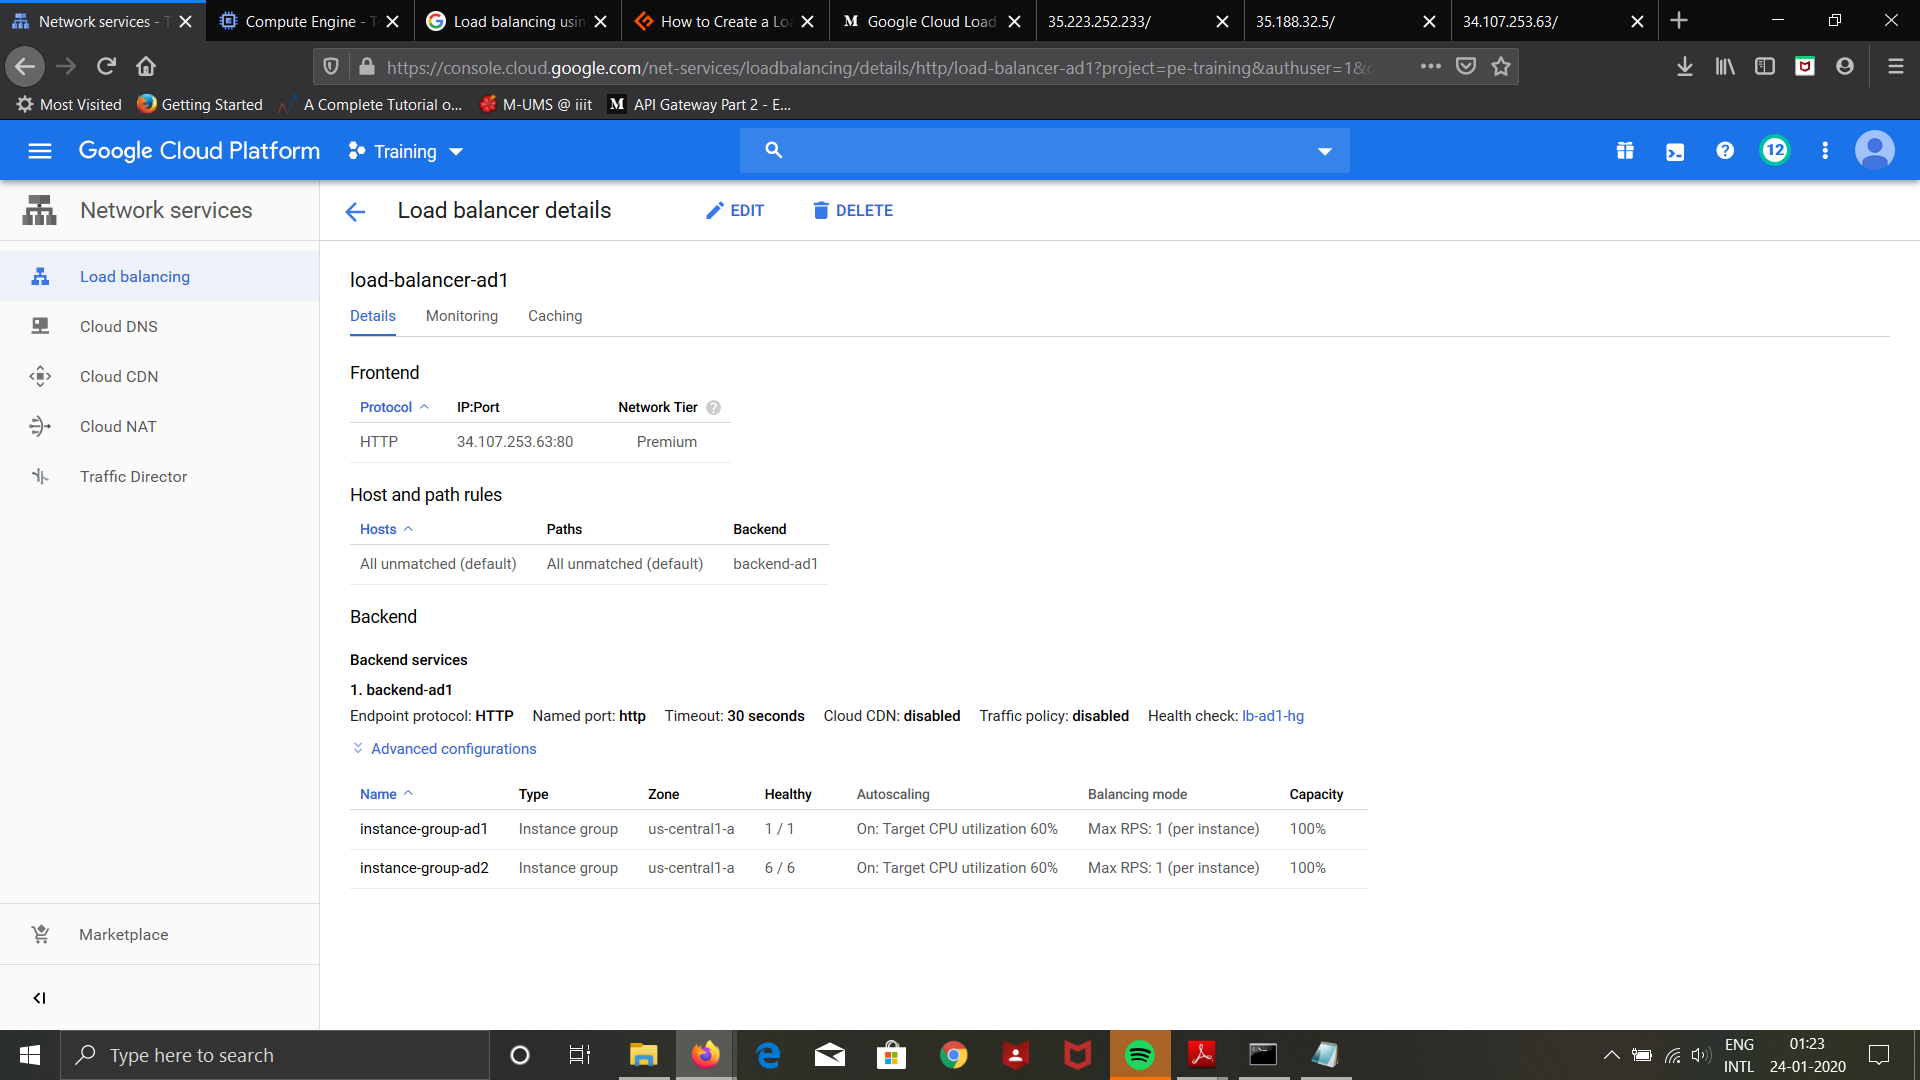 Network services - T
Compute Engine - T
Load balancing usin
How to Create a Loa
M Google Cloud Load
35.223.252.233/
35.188.32.5/
34.107.253.63/
https://console.cloud.google.com/net-services/loadbalancing/details/http/load-balancer-ad1?project=pe-training&authuser=1&
Most Visited
Getting Started
A Complete Tutorial o...
M-UMS @ iiit
M API Gateway Part 2 - E...
Google Cloud Platform
Training
12
Network services
Load balancer details
EDIT
DELETE
Load balancing
Cloud DNS
Cloud CDN
Cloud NAT
Traffic Director
Marketplace
load-balancer-ad1
Details Monitoring Caching
Frontend
Protocol IP:Port Network Tier ?
HTTP 34.107.253.63:80 Premium
Host and path rules
Hosts Paths Backend
All unmatched (default) All unmatched (default) backend-ad1
Backend
Backend services
1. backend-ad1
Endpoint protocol: HTTP Named port: http Timeout: 30 seconds Cloud CDN: disabled Traffic policy: disabled Health check: lb-ad1-hg
Advanced configurations
Name Type Zone Healthy Autoscaling Balancing mode Capacity
instance-group-ad1 Instance group us-central1-a 1 / 1 On: Target CPU utilization 60% Max RPS: 1 (per instance) 100%
instance-group-ad2 Instance group us-central1-a 6 / 6 On: Target CPU utilization 60% Max RPS: 1 (per instance) 100%
Type here to search
ENG
INTL
01:23
24-01-2020